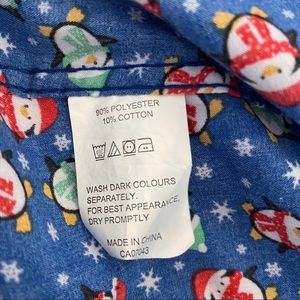 90% POLYESTER
10% COTTON
WASH DARK COLOURS
SEPARATELY.
FOR BEST APPEARANCE,
DRY PROMPTLY
MADE IN CHINA
CA07043